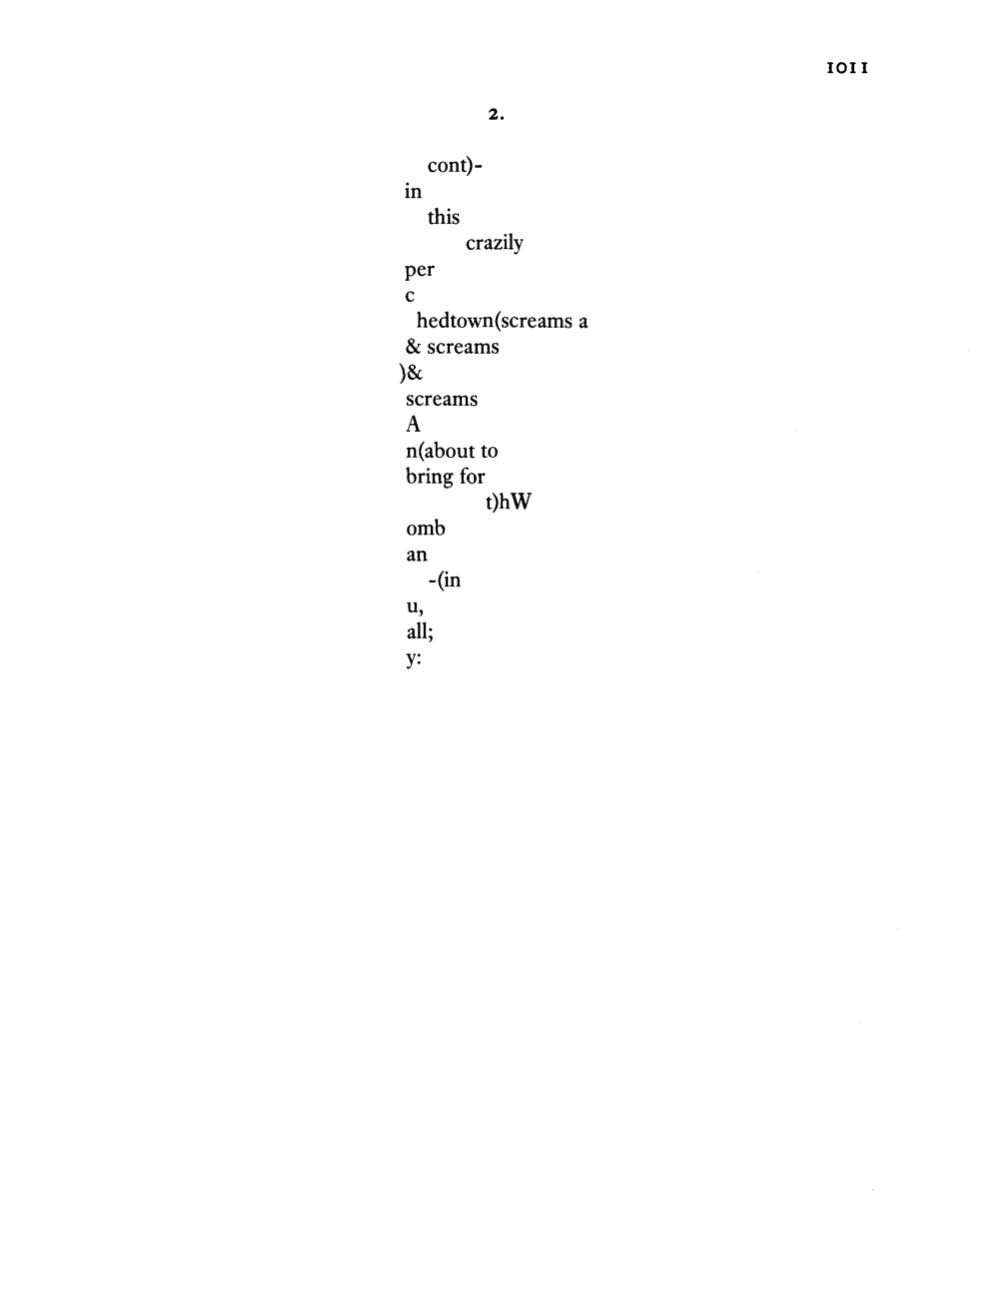 1011
2.
cont)-
in
this
crazily
per
c
hedtown(screams a
& screams
)&
screams
A
n(about to
bring for
t)hW
omb
an
-(in
u,
all;
y: